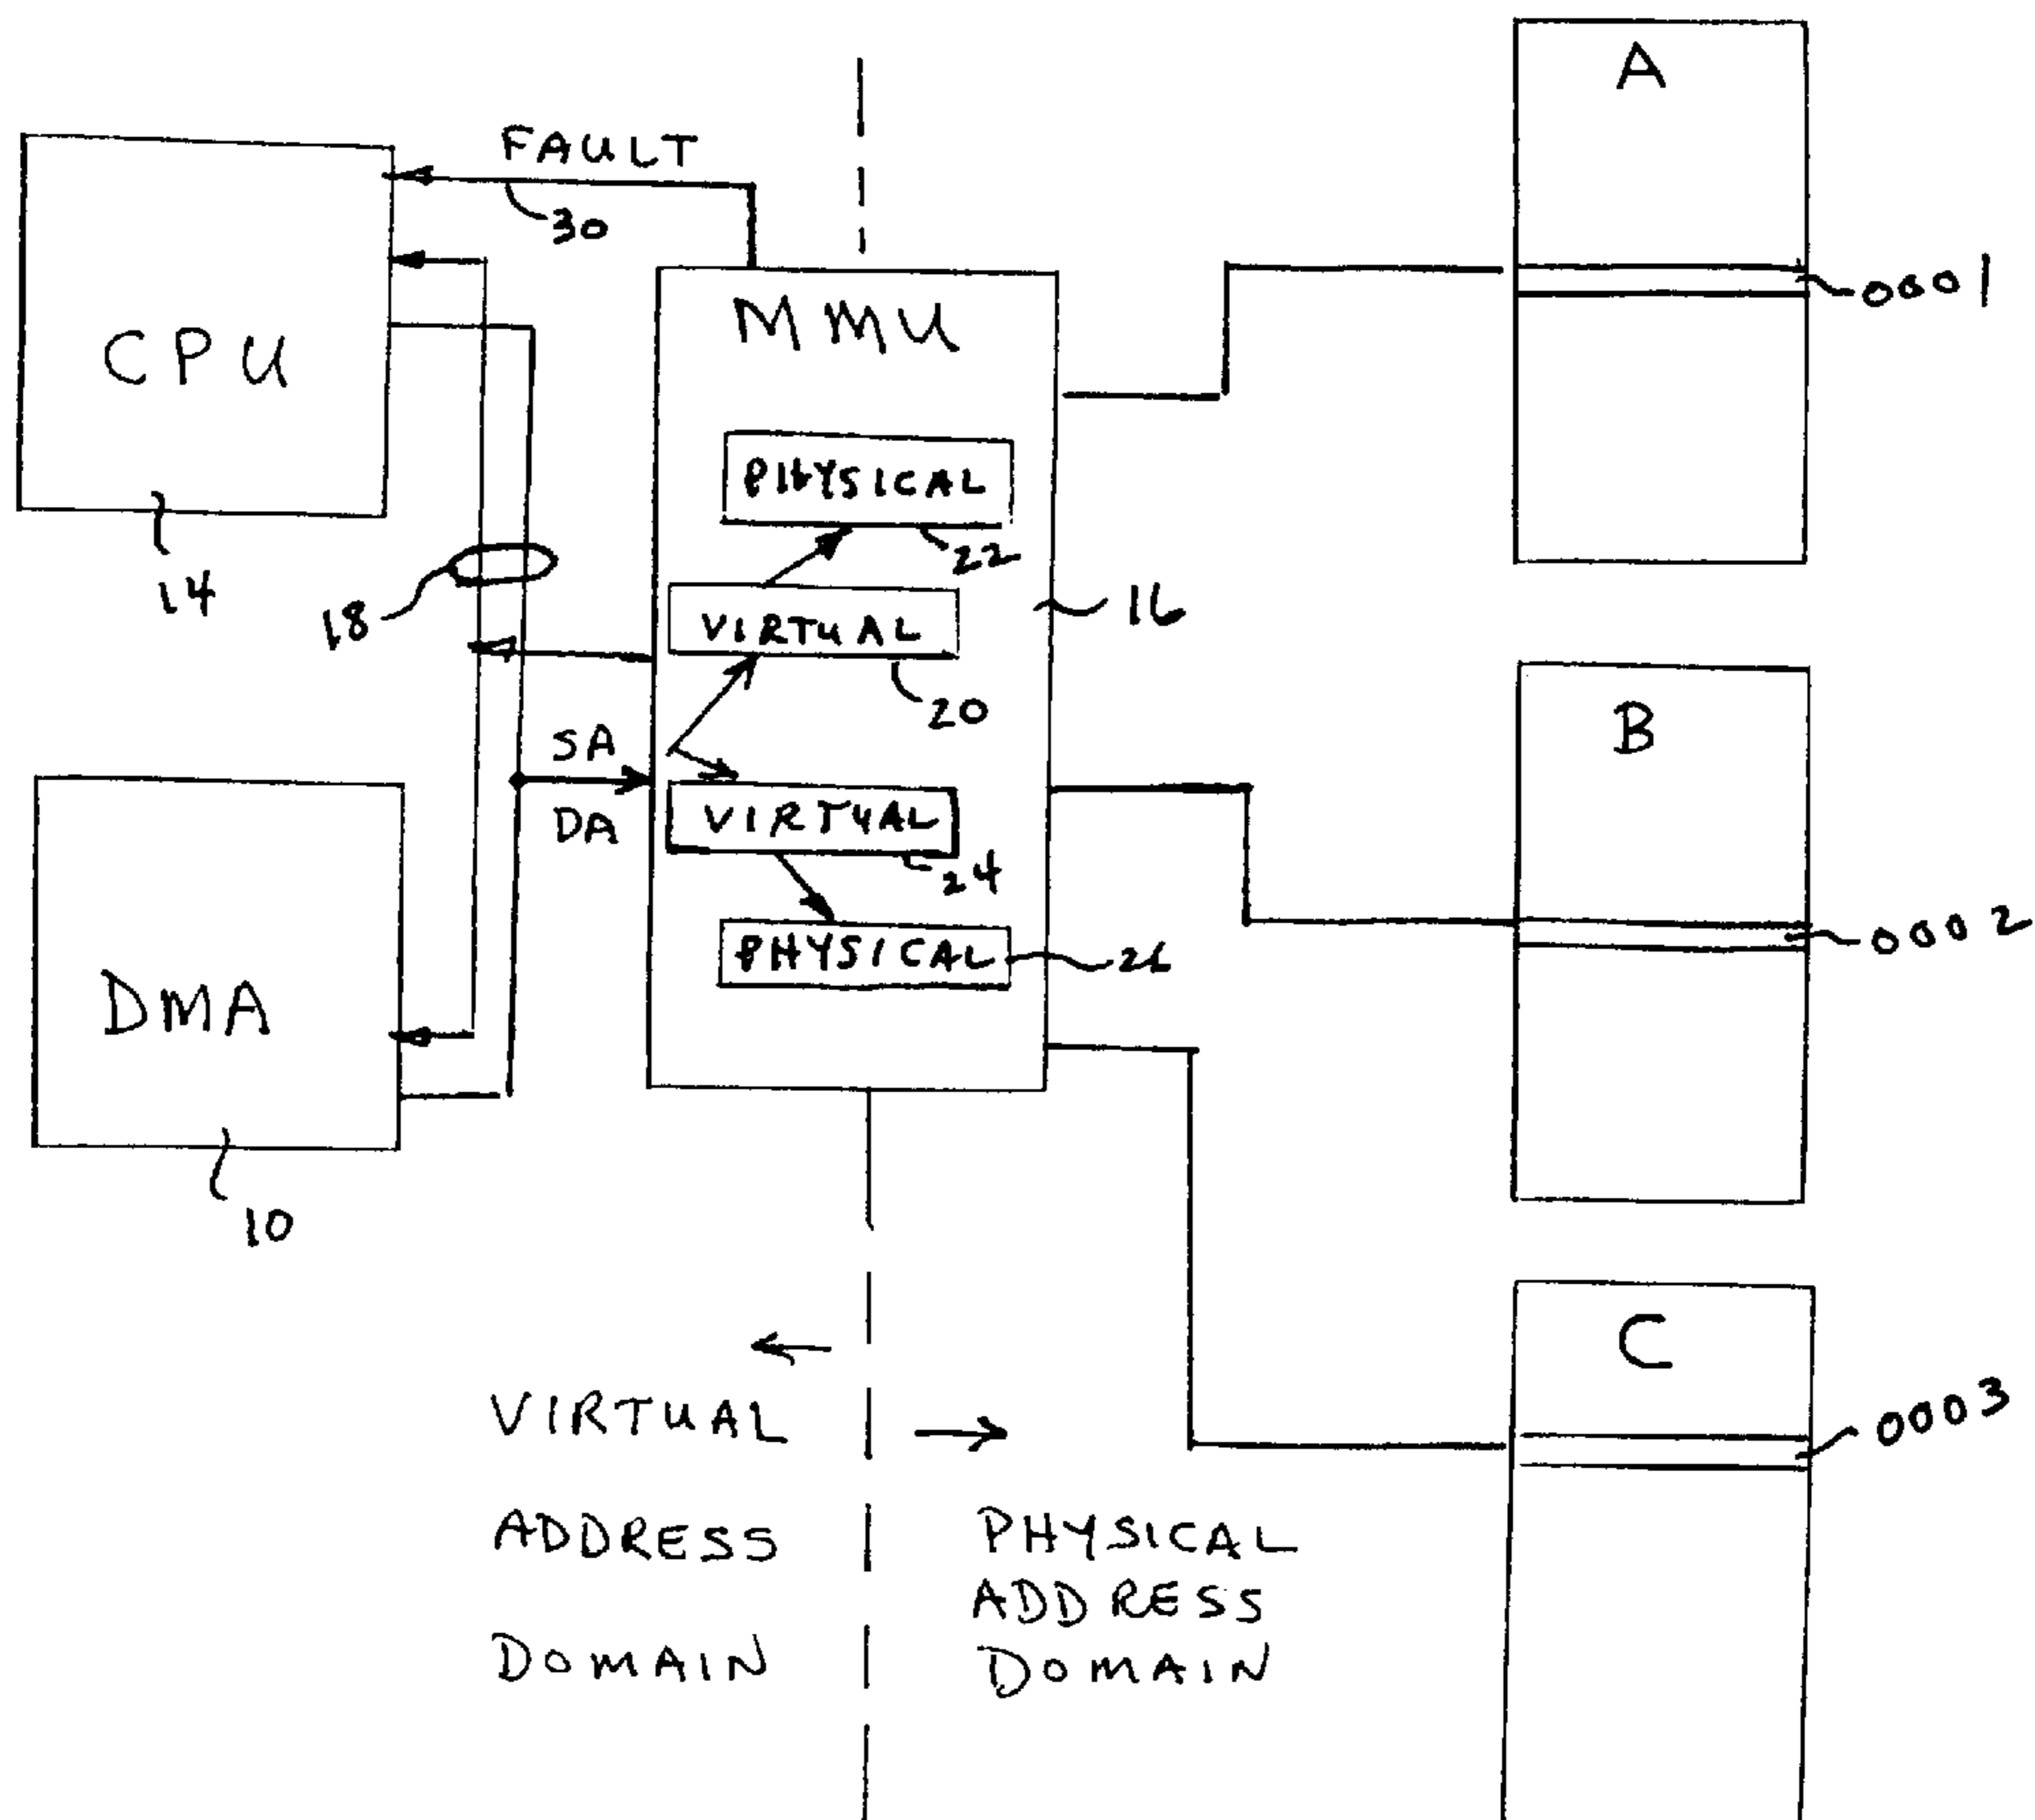 A
FAULT
30
0001
MMU
CPU
PHYSICAL
22
14
18
VIRTUAL
16
20
B
SA
DA
VIRTUAL
24
0002
PHYSICAL
26
DMA
10
C
0003
VIRTUAL
ADDRESS
DOMAIN
PHYSICAL
ADDRESS
DOMAIN